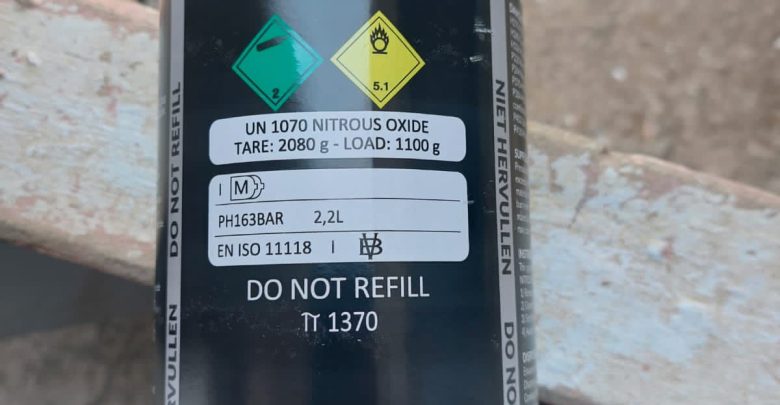 2
5.1
UN 1070 NITROUS OXIDE
TARE: 2080 g - LOAD: 1100 g
I M
PH163BAR 2,2L
EN ISO 11118 I
DO NOT REFILL
π 1370
DO NOT REFILL
HERVULLEN
NIET HERVULLEN
DO NO